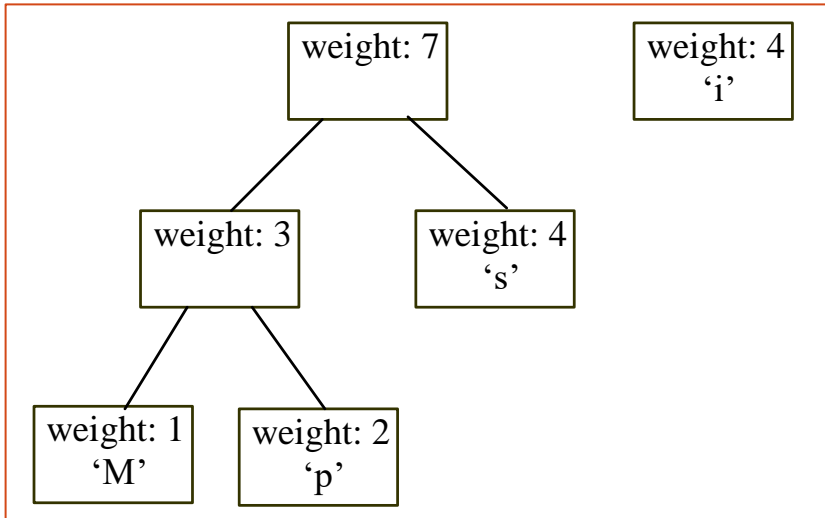 weight: 7
weight: 4
‘i’
weight: 3
weight: 4
‘s’
weight: 1
‘M’
weight: 2
‘p’